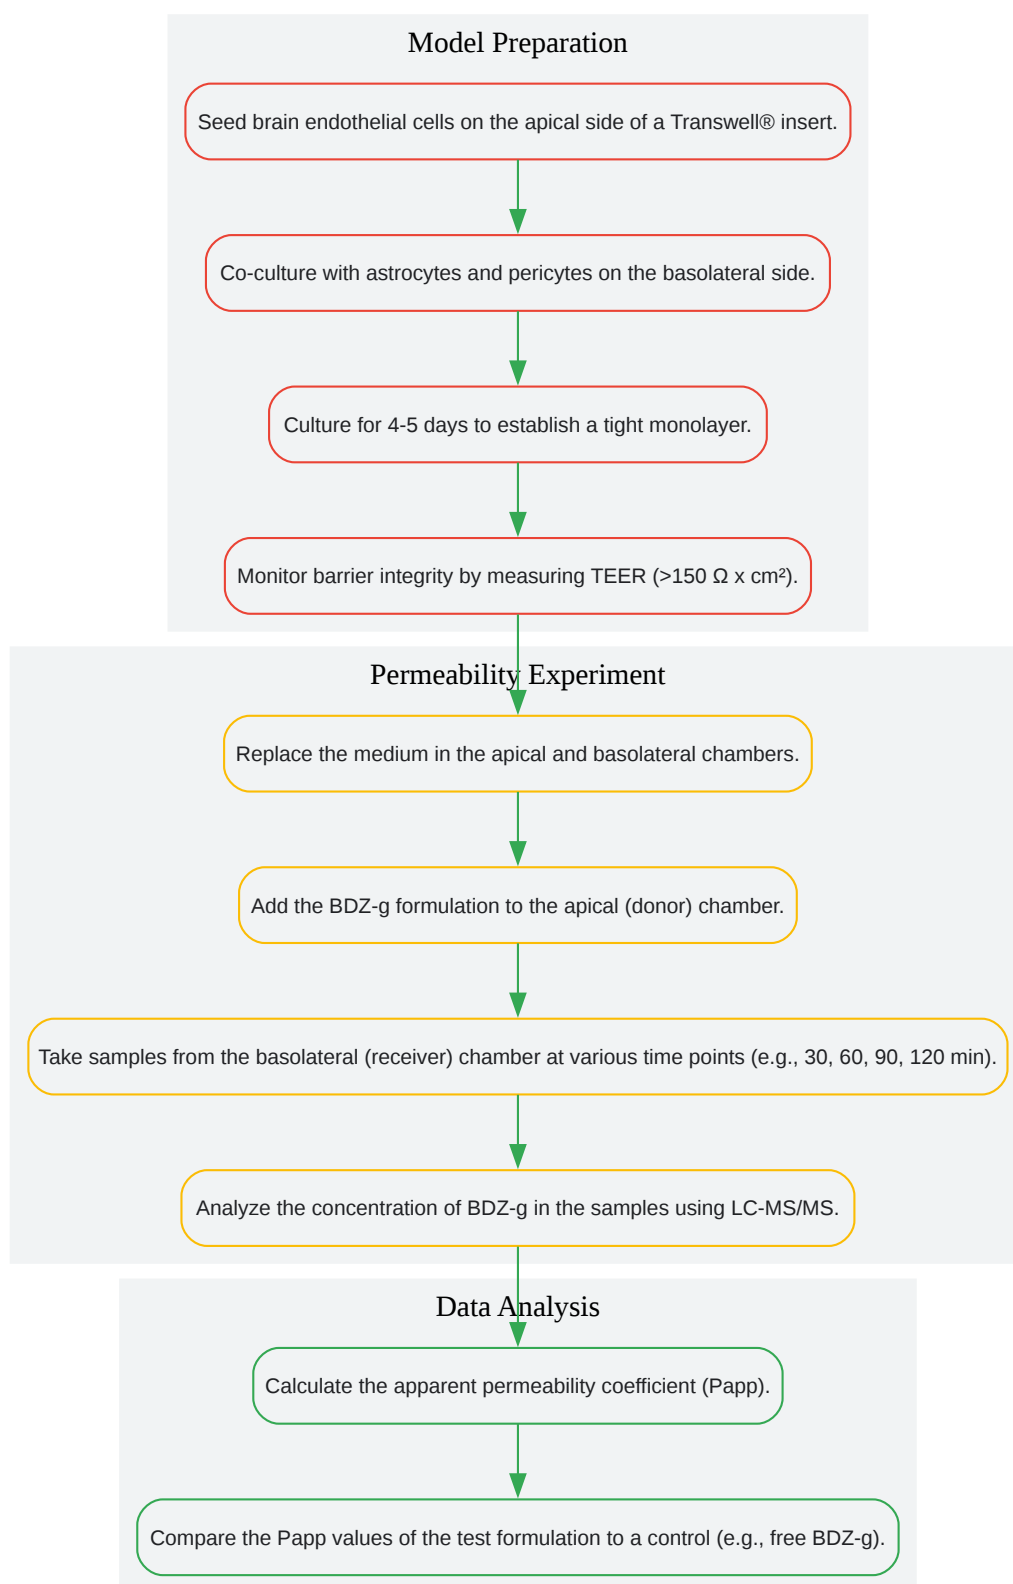 Model Preparation
Seed brain endothelial cells on the apical side of a Transwell® insert.
Co-culture with astrocytes and pericytes on the basolateral side.
Culture for 4-5 days to establish a tight monolayer.
Monitor barrier integrity by measuring TEER (>150 Ω x cm²).
Permeability Experiment
Replace the medium in the apical and basolateral chambers.
Add the BDZ-g formulation to the apical (donor) chamber.
Take samples from the basolateral (receiver) chamber at various time points (e.g., 30, 60, 90, 120 min).
Analyze the concentration of BDZ-g in the samples using LC-MS/MS.
Data Analysis
Calculate the apparent permeability coefficient (Papp).
Compare the Papp values of the test formulation to a control (e.g., free BDZ-g).